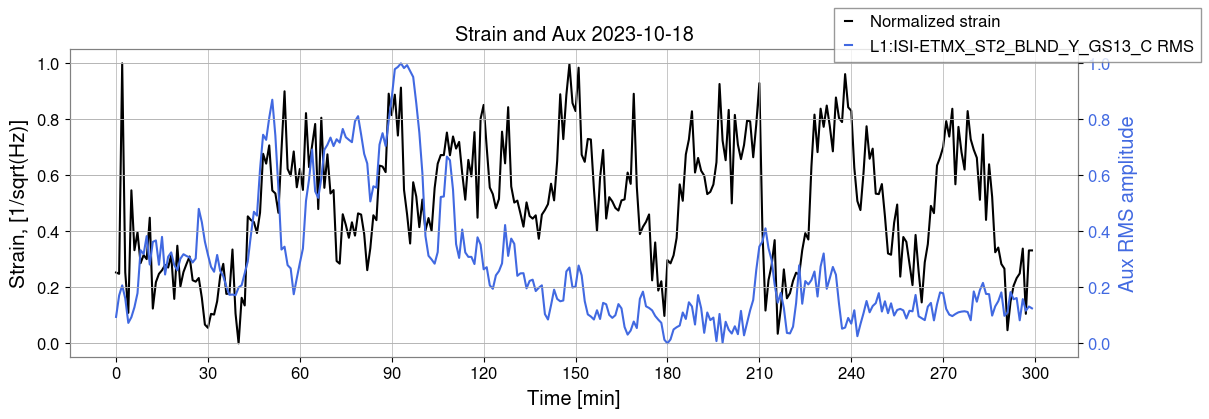 Strain and Aux 2023-10-18
Normalized strain
L1:ISI-ETMX_ST2_BLND_Y_GS13_C RMS
Strain, [1/sqrt(Hz)]
1.0
0.8
0.6
0.4
0.2
0.0
1.0
0.8
0.6
0.4
0.2
0.0
Aux RMS amplitude
0 30 60 90 120 150 180 210 240 270 300
Time [min]